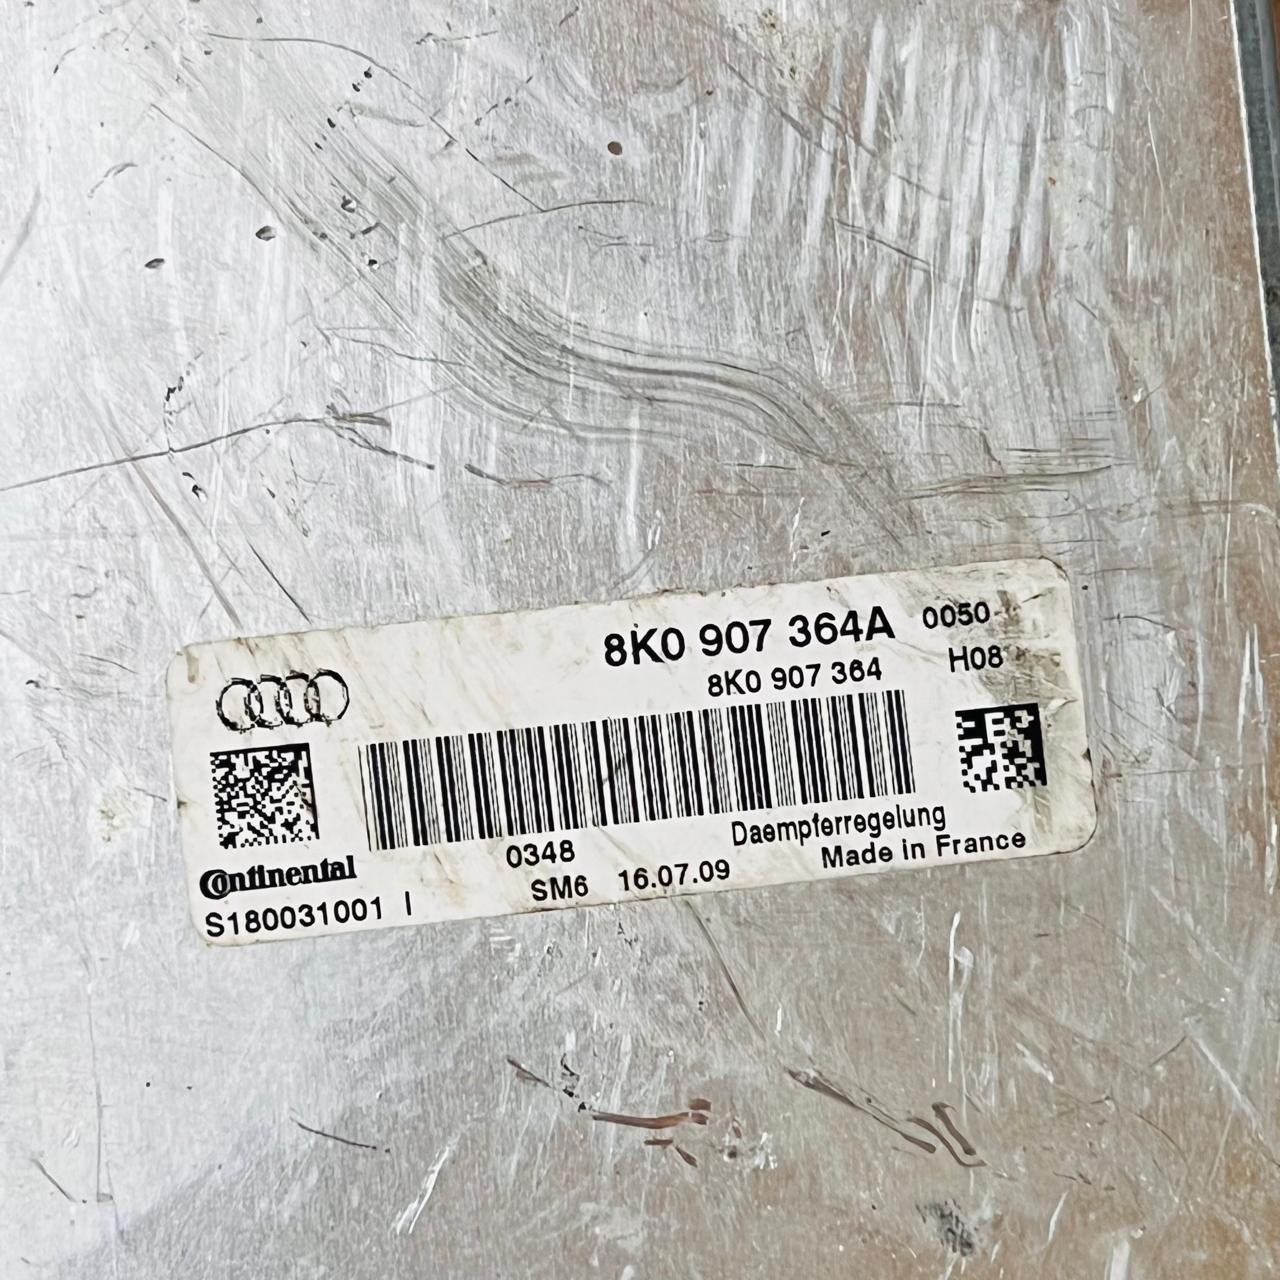 8K0 907 364A 0050
8K0 907 364 H08
0348 Daempferregelung
Continental SM6 16.07.09 Made in France
S180031001 I